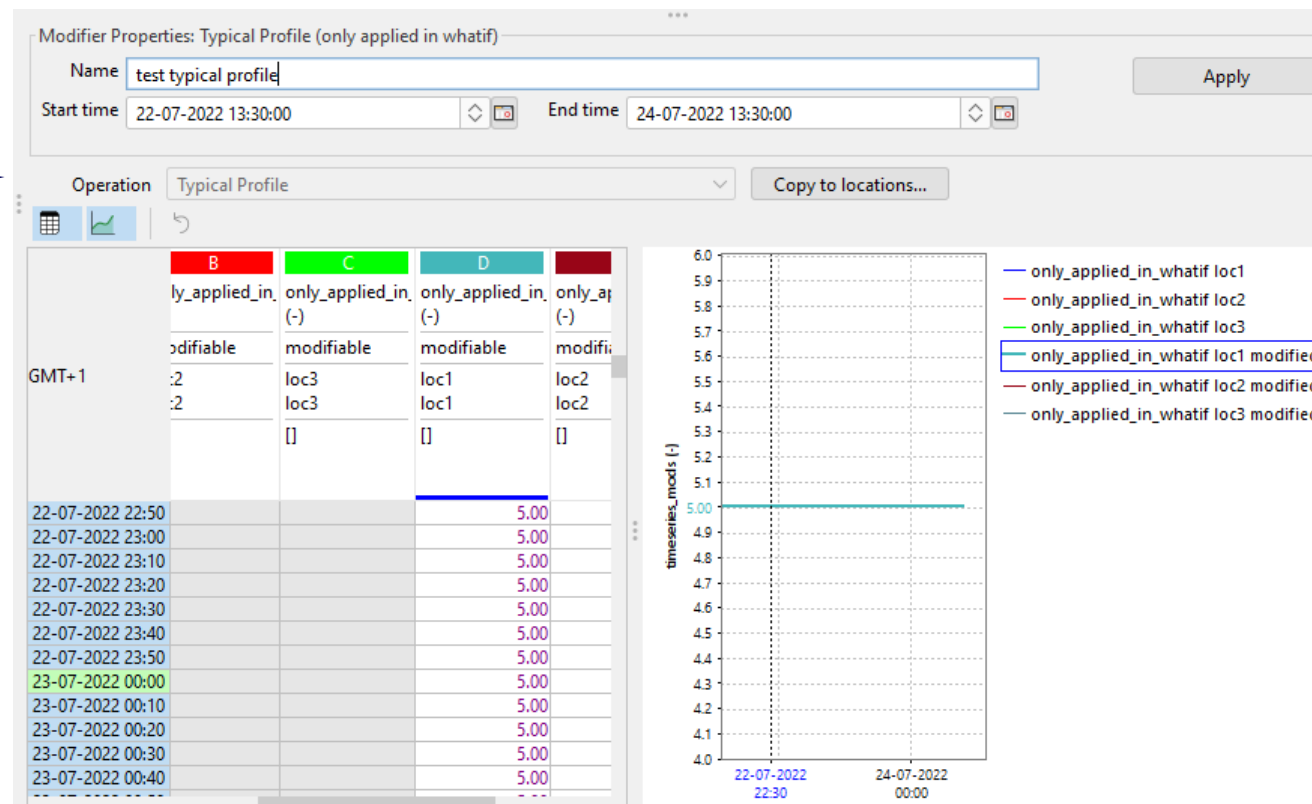 Modifier Properties: Typical Profile (only applied in whatif)
Name test typical profile Apply
Start time 22-07-2022 13:30:00 End time 24-07-2022 13:30:00
Operation Typical Profile Copy to locations...
B C D
ly_applied_in_ only_applied_in_ only_applied_in_ only_ap
(-) (-) (-)
odifiable modifiable modifiable modifia
GMT+1
:2 loc3 loc1 loc2
:2 loc3 loc1 loc2
[] [] []
22-07-2022 22:50 5.00
22-07-2022 23:00 5.00
22-07-2022 23:10 5.00
22-07-2022 23:20 5.00
22-07-2022 23:30 5.00
22-07-2022 23:40 5.00
22-07-2022 23:50 5.00
23-07-2022 00:00 5.00
23-07-2022 00:10 5.00
23-07-2022 00:20 5.00
23-07-2022 00:30 5.00
23-07-2022 00:40 5.00
timeseries_mods (-)
6.0
5.9
5.8
5.7
5.6
5.5
5.4
5.3
5.2
5.1
5.00
4.9
4.8
4.7
4.6
4.5
4.4
4.3
4.2
4.1
4.0
22-07-2022 24-07-2022
22:30 00:00
only_applied_in_whatif loc1
only_applied_in_whatif loc2
only_applied_in_whatif loc3
only_applied_in_whatif loc1 modified
only_applied_in_whatif loc2 modified
only_applied_in_whatif loc3 modified